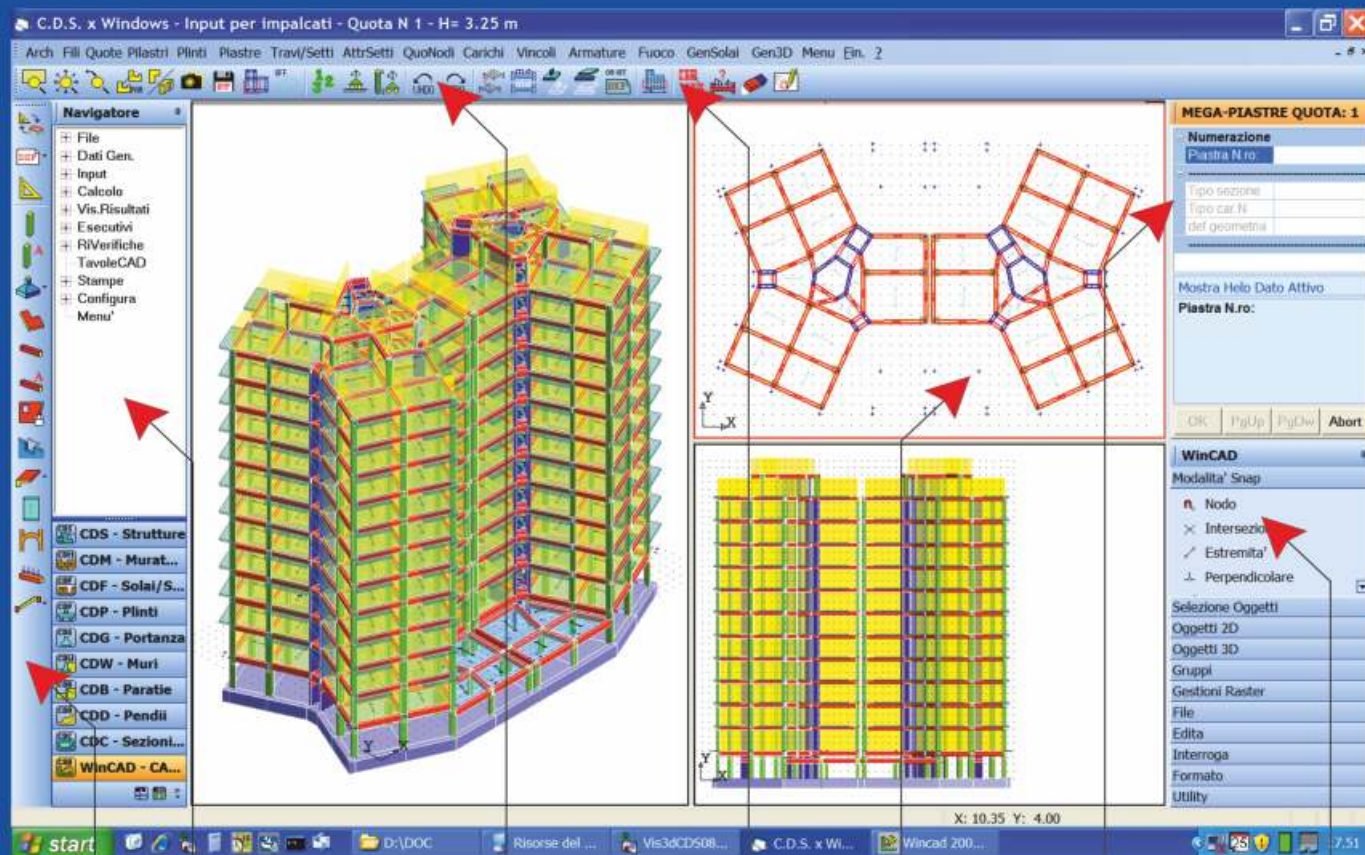 C.D.S. x Windows - Input per impalcati - Quota N 1 - H= 3.25 m
Arch Fili Quote Pilastri Plinti Piastre Travi/Setti AttrSetti QuoNodi Carichi Vincoli Armature Fuoco GenSolai Gen3D Menu Ein. ?
Navigatore
File
Dati Gen.
Input
Calcolo
Vis.Risultati
Esecutivi
RiVerifiche
TavoleCAD
Stampe
Configura
Menu'
CDS - Strutture
CDM - Murat...
CDF - Solai/S...
CDP - Plinti
CDG - Portanza
CDW - Muri
CDB - Paratie
CDD - Pendii
CDC - Sezioni...
WinCAD - CA...
Y X
Y
X
Y
X
MEGA-PIASTRE QUOTA: 1
Numerazione
Piastra N.ro:
Tipo sezione
Tipo car.N
def geometria
Mostra Help Dato Attivo
Piastra N.ro:
OK PgUp PgDw Abort
WinCAD
Modalita' Snap
Nodo
Intersezio
Estremita'
Perpendicolare
Selezione Oggetti
Oggetti 2D
Oggetti 3D
Gruppi
Gestioni Raster
File
Edita
Interroga
Formato
Utility
X: 10.35 Y: 4.00
start D:\DOC Risorse del ... Vis3dCDS08... C.D.S. x Wi... Wincad 200... 25 7.51